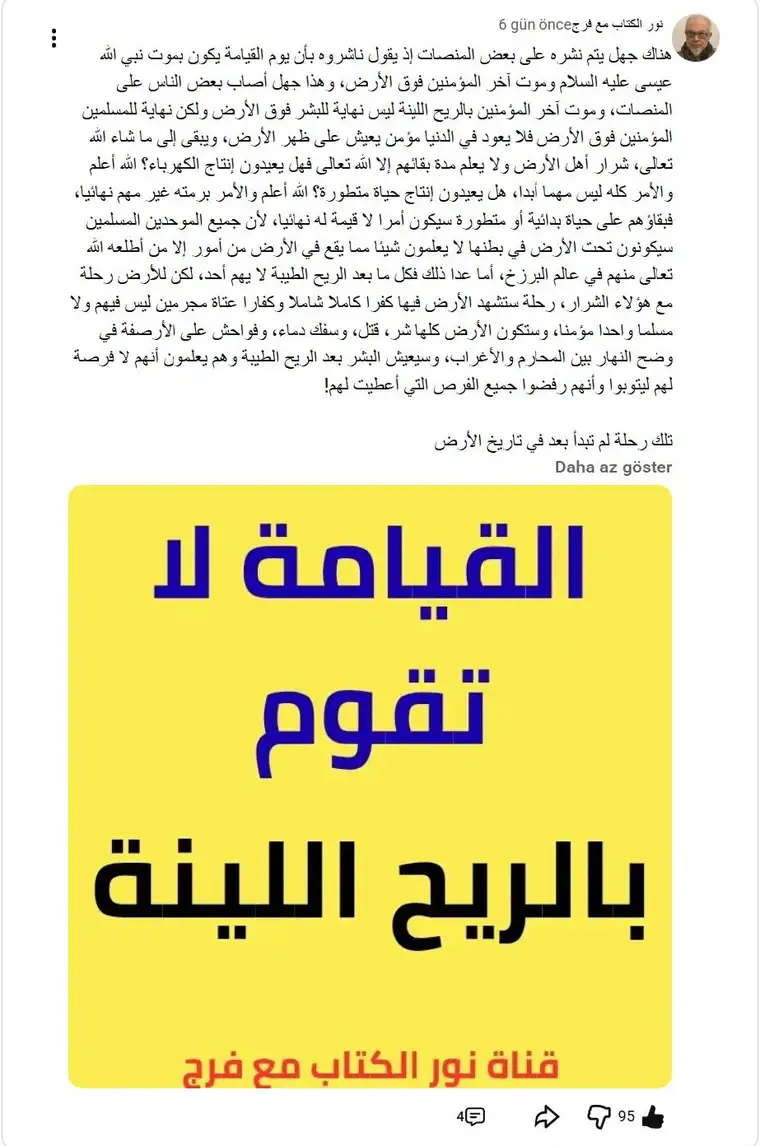 نور الكتاب مع فرج 6 gün önce
هناك جهل يتم نشره على بعض المنصات إذ يقول ناشروه بأن يوم القيامة يكون بموت نبي الله
عيسى عليه السلام وموت آخر المؤمنين فوق الأرض، وهذا جهل أصاب بعض الناس على
المنصات، وموت آخر المؤمنين بالريح اللينة ليس نهاية للبشر فوق الأرض ولكن نهاية للمسلمين
المؤمنين فوق الأرض فلا يعود في الدنيا مؤمن يعيش على ظهر الأرض، ويبقى إلى ما شاء الله
تعالى، شرار أهل الأرض ولا يعلم مدة بقائهم إلا الله تعالى فهل يعيدون إنتاج الكهرباء؟ الله أعلم
والأمر كله ليس مهما أبدا، هل يعيدون إنتاج حياة متطورة؟ الله أعلم والأمر برمته غير مهم نهائيا،
فبقاؤهم على حياة بدائية أو متطورة سيكون أمرا لا قيمة له نهائيا، لأن جميع الموحدين المسلمين
سيكونون تحت الأرض في بطنها لا يعلمون شيئا مما يقع في الأرض من أمور إلا من أطلعه الله
تعالى منهم في عالم البرزخ، أما عدا ذلك فكل ما بعد الريح الطيبة لا يهم أحد، لكن للأرض رحلة
مع هؤلاء الشرار، رحلة ستشهد الأرض فيها كفرا كاملا شاملا وكفارا عتاة مجرمين ليس فيهم ولا
مسلما واحدا مؤمنا، وستكون الأرض كلها شر، قتل، وسفك دماء، وفواحش على الأرصفة في
وضح النهار بين المحارم والأغراب، وسيعيش البشر بعد الريح الطيبة وهم يعلمون أنهم لا فرصة
لهم ليتوبوا وأنهم رفضوا جميع الفرص التي أعطيت لهم!
تلك رحلة لم تبدأ بعد في تاريخ الأرض
Daha az göster
القيامة لا
تقوم
بالريح اللينة
قناة نور الكتاب مع فرج
95
4